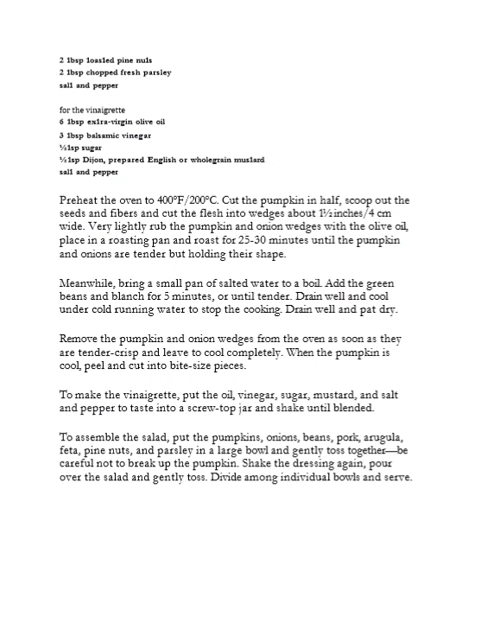 2 tbsp toasted pine nuts
2 tbsp chopped fresh parsley
salt and pepper
for the vinaigrette
6 tbsp extra-virgin olive oil
3 tbsp balsamic vinegar
½tsp sugar
½tsp Dijon, prepared English or wholegrain mustard
salt and pepper
Preheat the oven to 400°F/200°C. Cut the pumpkin in half, scoop out the
seeds and fibers and cut the flesh into wedges about 1½inches/4 cm
wide. Very lightly rub the pumpkin and onion wedges with the olive oil,
place in a roasting pan and roast for 25-30 minutes until the pumpkin
and onions are tender but holding their shape.
Meanwhile, bring a small pan of salted water to a boil. Add the green
beans and blanch for 5 minutes, or until tender. Drain well and cool
under cold running water to stop the cooking. Drain well and pat dry.
Remove the pumpkin and onion wedges from the oven as soon as they
are tender-crisp and leave to cool completely. When the pumpkin is
cool, peel and cut into bite-size pieces.
To make the vinaigrette, put the oil, vinegar, sugar, mustard, and salt
and pepper to taste into a screw-top jar and shake until blended.
To assemble the salad, put the pumpkins, onions, beans, pork, arugula,
feta, pine nuts, and parsley in a large bowl and gently toss together—be
careful not to break up the pumpkin. Shake the dressing again, pour
over the salad and gently toss. Divide among individual bowls and serve.